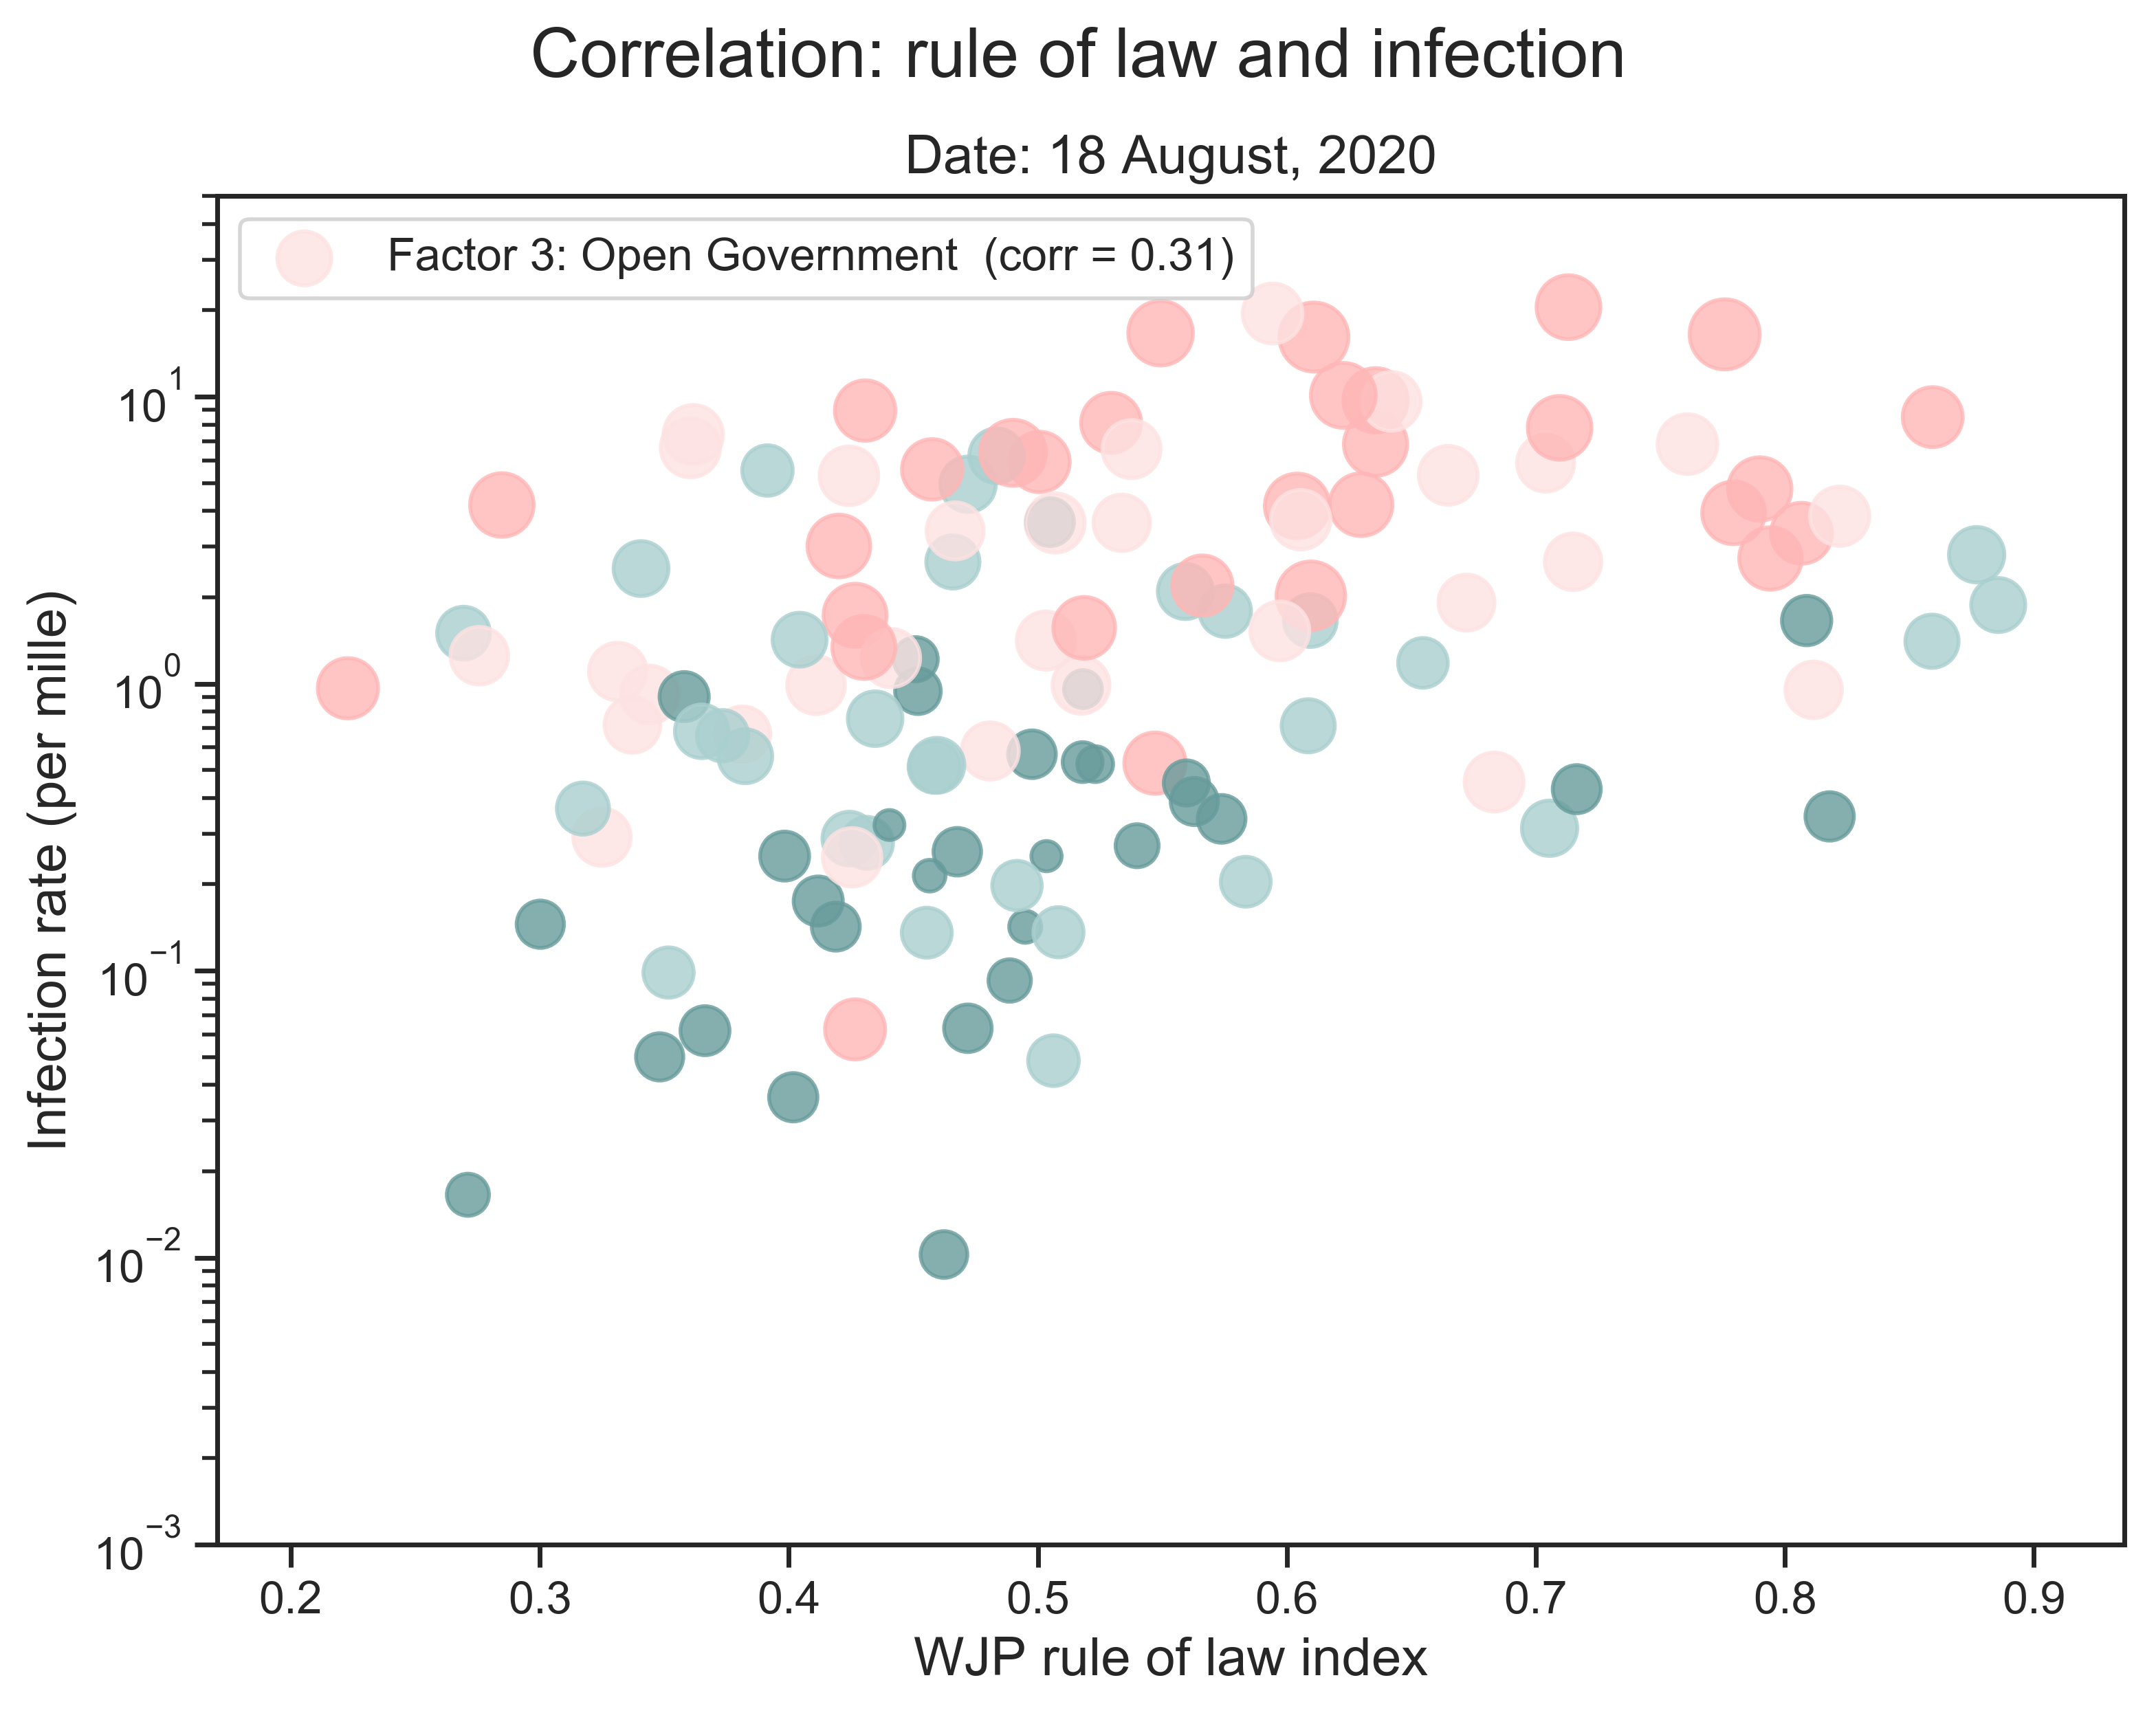 Correlation: rule of law and infection
Date: 18 August, 2020
Factor 3: Open Government (corr = 0.31)
Infection rate (per mille)
10^1
10^0
10^−1
10^−2
10^−3
0.2 0.3 0.4 0.5 0.6 0.7 0.8 0.9
WJP rule of law index